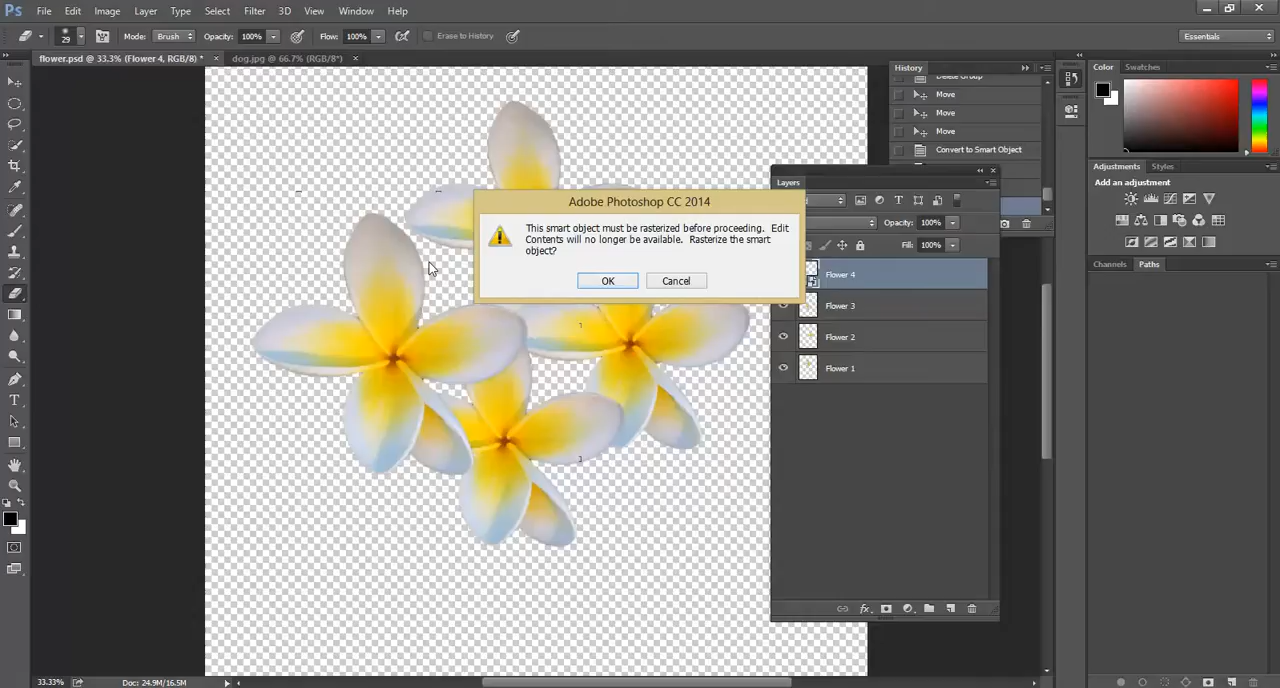 Ps File Edit Image Layer Type Select Filter 3D View Window Help
29 Mode: Brush Opacity: 100% Flow: 100% Erase to History Essentials
flower.psd @ 33.3% (Flower 4, RGB/8) * × dog.jpg @ 66.7% (RGB/8*) ×
History
Delete Group
Move
Move
Move
Convert to Smart Object
Color Swatches
Adjustments Styles
Add an adjustment
Channels Paths
Layers
Opacity: 100%
Fill: 100%
Flower 4
Flower 3
Flower 2
Flower 1
fx
Adobe Photoshop CC 2014
This smart object must be rasterized before proceeding. Edit
Contents will no longer be available. Rasterize the smart
object?
OK Cancel
33.33% Doc: 24.9M/16.5M